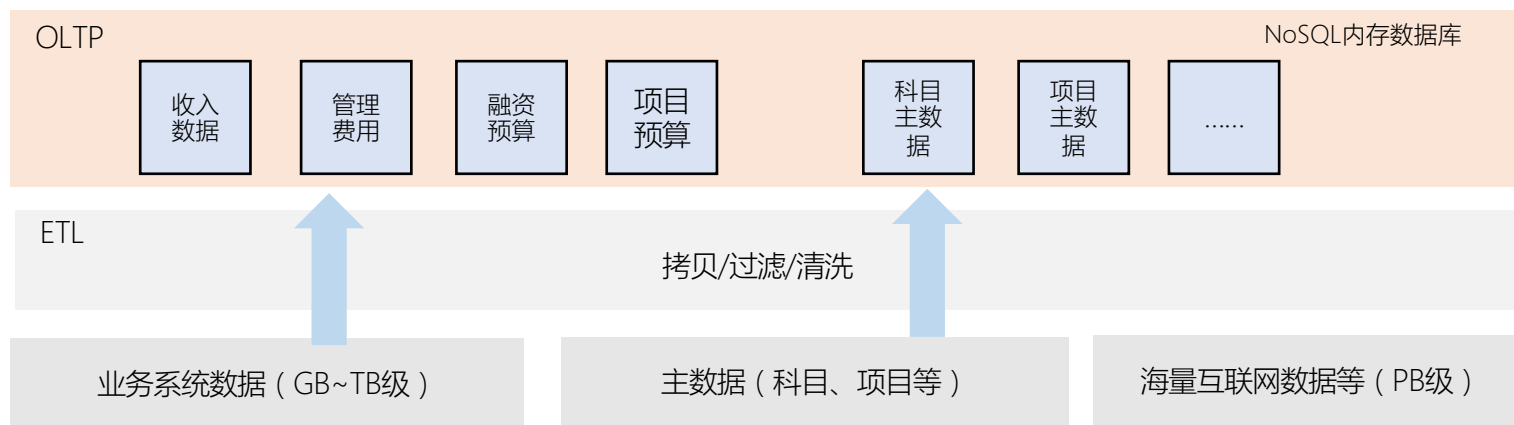 OLTP
NoSQL内存数据库
收入
数据
管理
费用
融资
预算
项目
预算
科目
主数
据
项目
主数
据
……
ETL
拷贝/过滤/清洗
业务系统数据（GB~TB级）
主数据（科目、项目等）
海量互联网数据等（PB级）